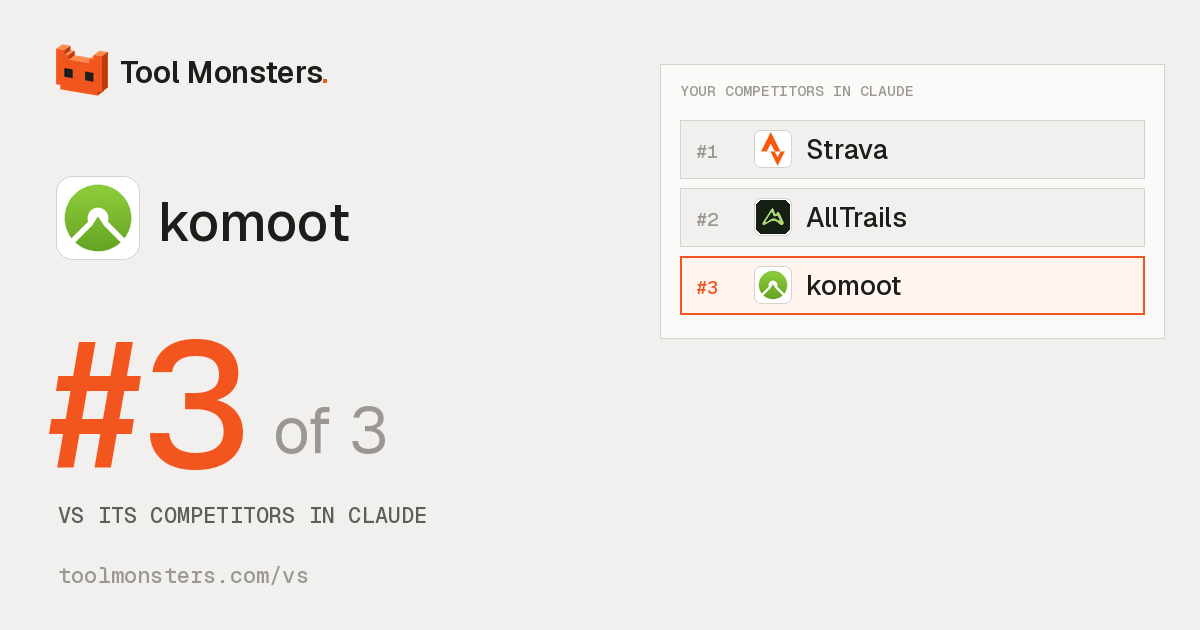 Tool Monsters.
komoot
#3 of 3
VS ITS COMPETITORS IN CLAUDE
toolmonsters.com/vs
YOUR COMPETITORS IN CLAUDE
#1 Strava
#2 AllTrails
#3 komoot